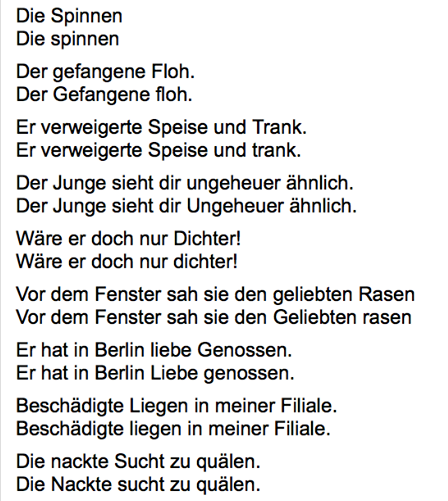 Die Spinnen
Die spinnen
Der gefangene Floh.
Der Gefangene floh.
Er verweigerte Speise und Trank.
Er verweigerte Speise und trank.
Der Junge sieht dir ungeheuer ähnlich.
Der Junge sieht dir Ungeheuer ähnlich.
Wäre er doch nur Dichter!
Wäre er doch nur dichter!
Vor dem Fenster sah sie den geliebten Rasen
Vor dem Fenster sah sie den Geliebten rasen
Er hat in Berlin liebe Genossen.
Er hat in Berlin Liebe genossen.
Beschädigte Liegen in meiner Filiale.
Beschädigte liegen in meiner Filiale.
Die nackte Sucht zu quälen.
Die Nackte sucht zu quälen.